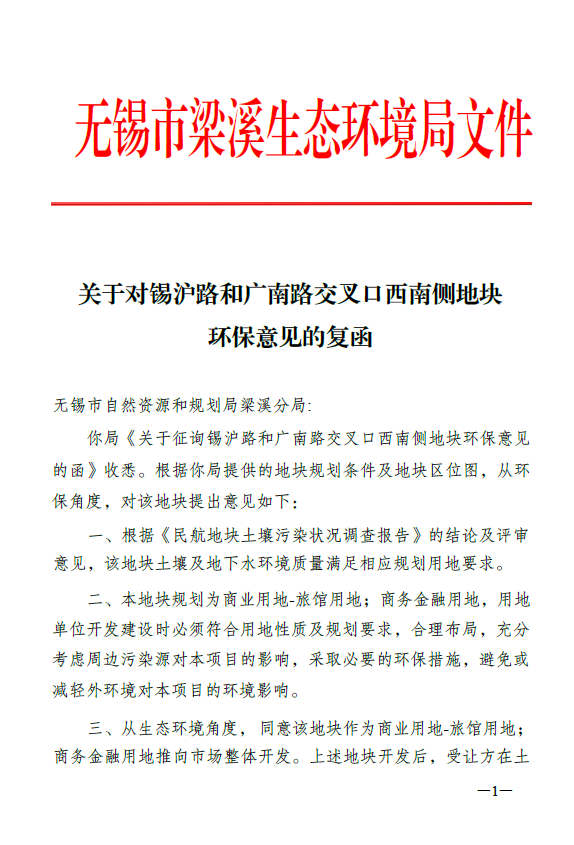 无锡市梁溪生态环境局文件
关于对锡沪路和广南路交叉口西南侧地块
环保意见的复函
无锡市自然资源和规划局梁溪分局:
你局《关于征询锡沪路和广南路交叉口西南侧地块环保意见
的函》收悉。根据你局提供的地块规划条件及地块区位图，从环
保角度，对该地块提出意见如下：
一、根据《民航地块土壤污染状况调查报告》的结论及评审
意见，该地块土壤及地下水环境质量满足相应规划用地要求。
二、本地块规划为商业用地-旅馆用地；商务金融用地，用地
单位开发建设时必须符合用地性质及规划要求，合理布局，充分
考虑周边污染源对本项目的影响，采取必要的环保措施，避免或
减轻外环境对本项目的环境影响。
三、从生态环境角度，同意该地块作为商业用地-旅馆用地；
商务金融用地推向市场整体开发。上述地块开发后，受让方在土
—1—